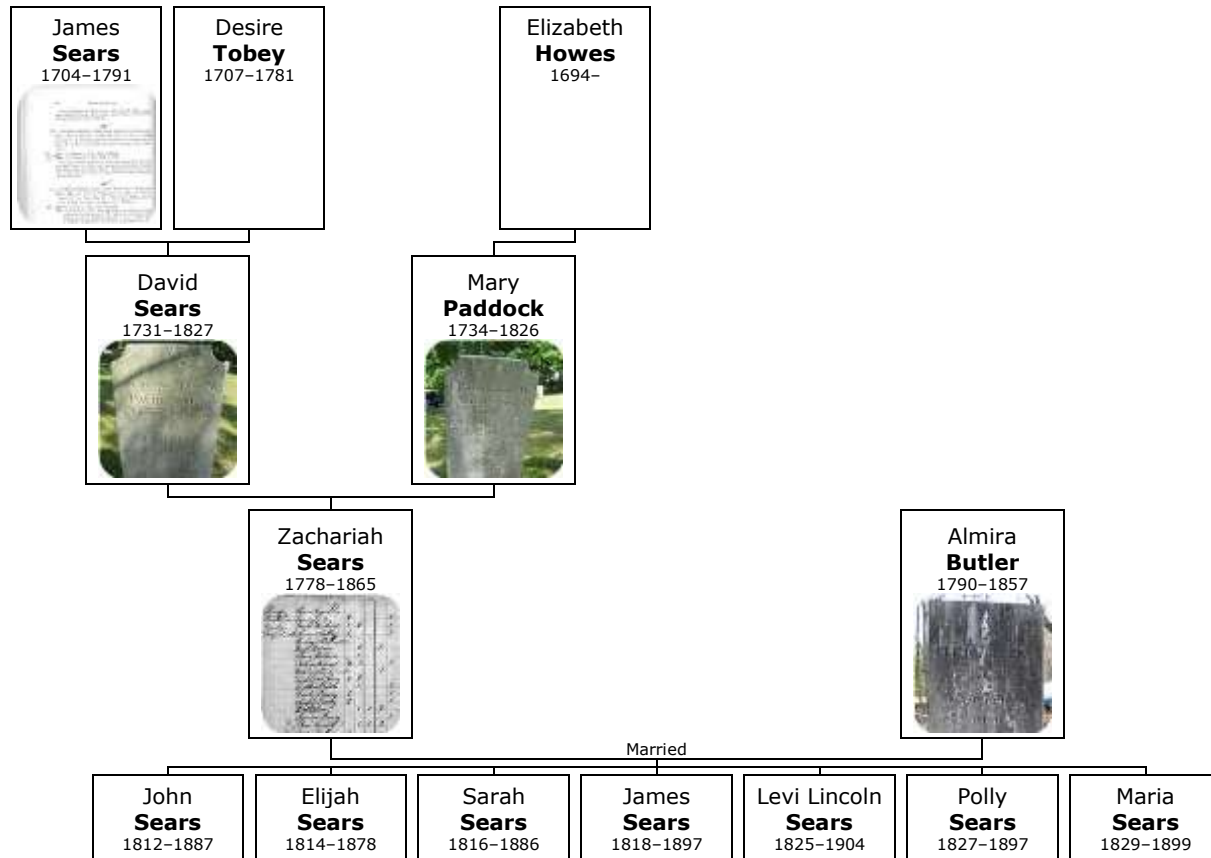 James
Sears
1704–1791
Desire
Tobey
1707–1781
Elizabeth
Howes
1694–
David
Sears
1731–1827
Mary
Paddock
1734–1826
Zachariah
Sears
1778–1865
Almira
Butler
1790–1857
Married
John
Sears
1812–1887
Elijah
Sears
1814–1878
Sarah
Sears
1816–1886
James
Sears
1818–1897
Levi Lincoln
Sears
1825–1904
Polly
Sears
1827–1897
Maria
Sears
1829–1899